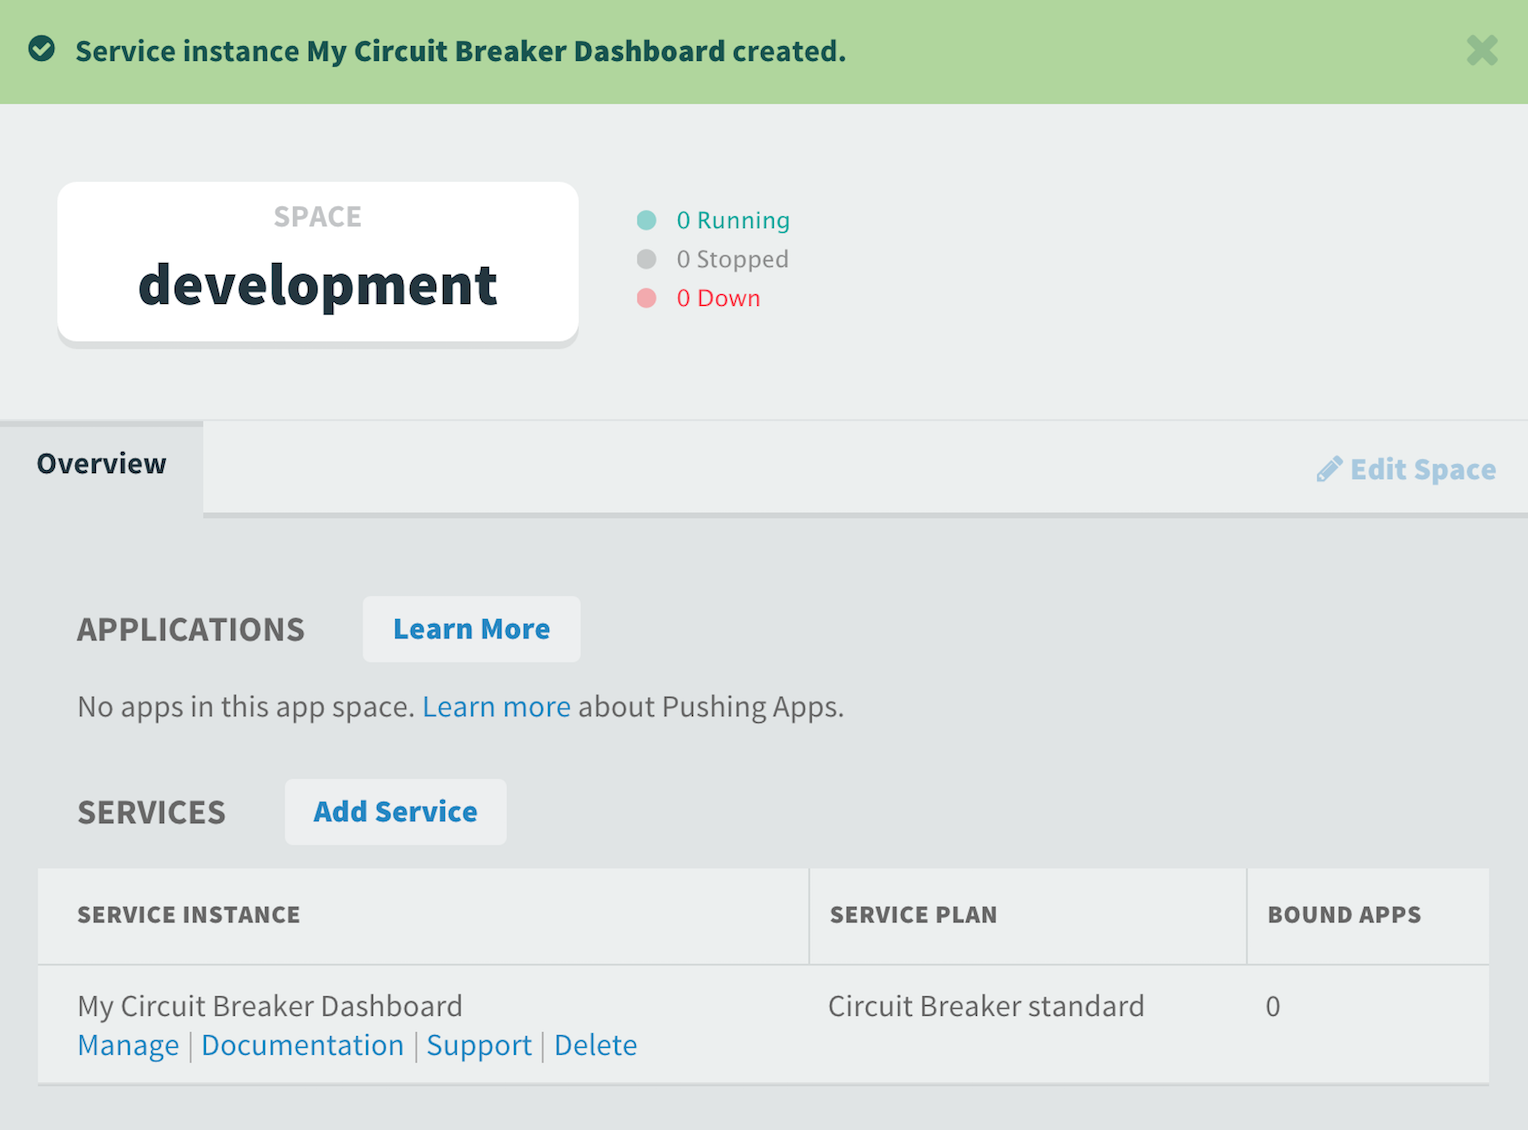 Service instance My Circuit Breaker Dashboard created.
SPACE
development
0 Running
0 Stopped
0 Down
Overview
Edit Space
APPLICATIONS
Learn More
No apps in this app space. Learn more about Pushing Apps.
SERVICES
Add Service
SERVICE INSTANCE
SERVICE PLAN
BOUND APPS
My Circuit Breaker Dashboard
Circuit Breaker standard
0
Manage | Documentation | Support | Delete